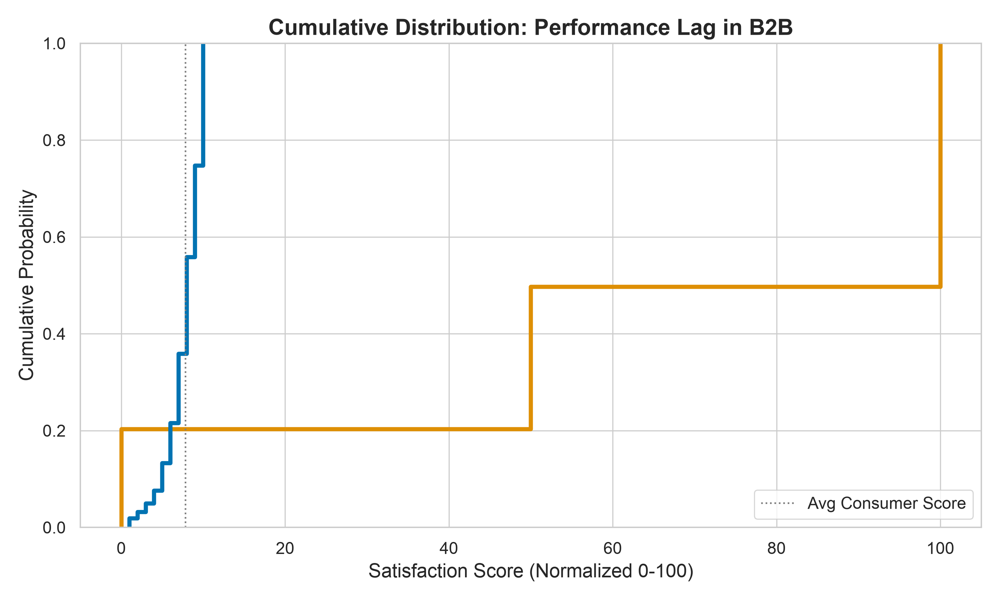 Cumulative Distribution: Performance Lag in B2B
Cumulative Probability
1.0
0.8
0.6
0.4
0.2
0.0
0 20 40 60 80 100
Satisfaction Score (Normalized 0-100)
Avg Consumer Score